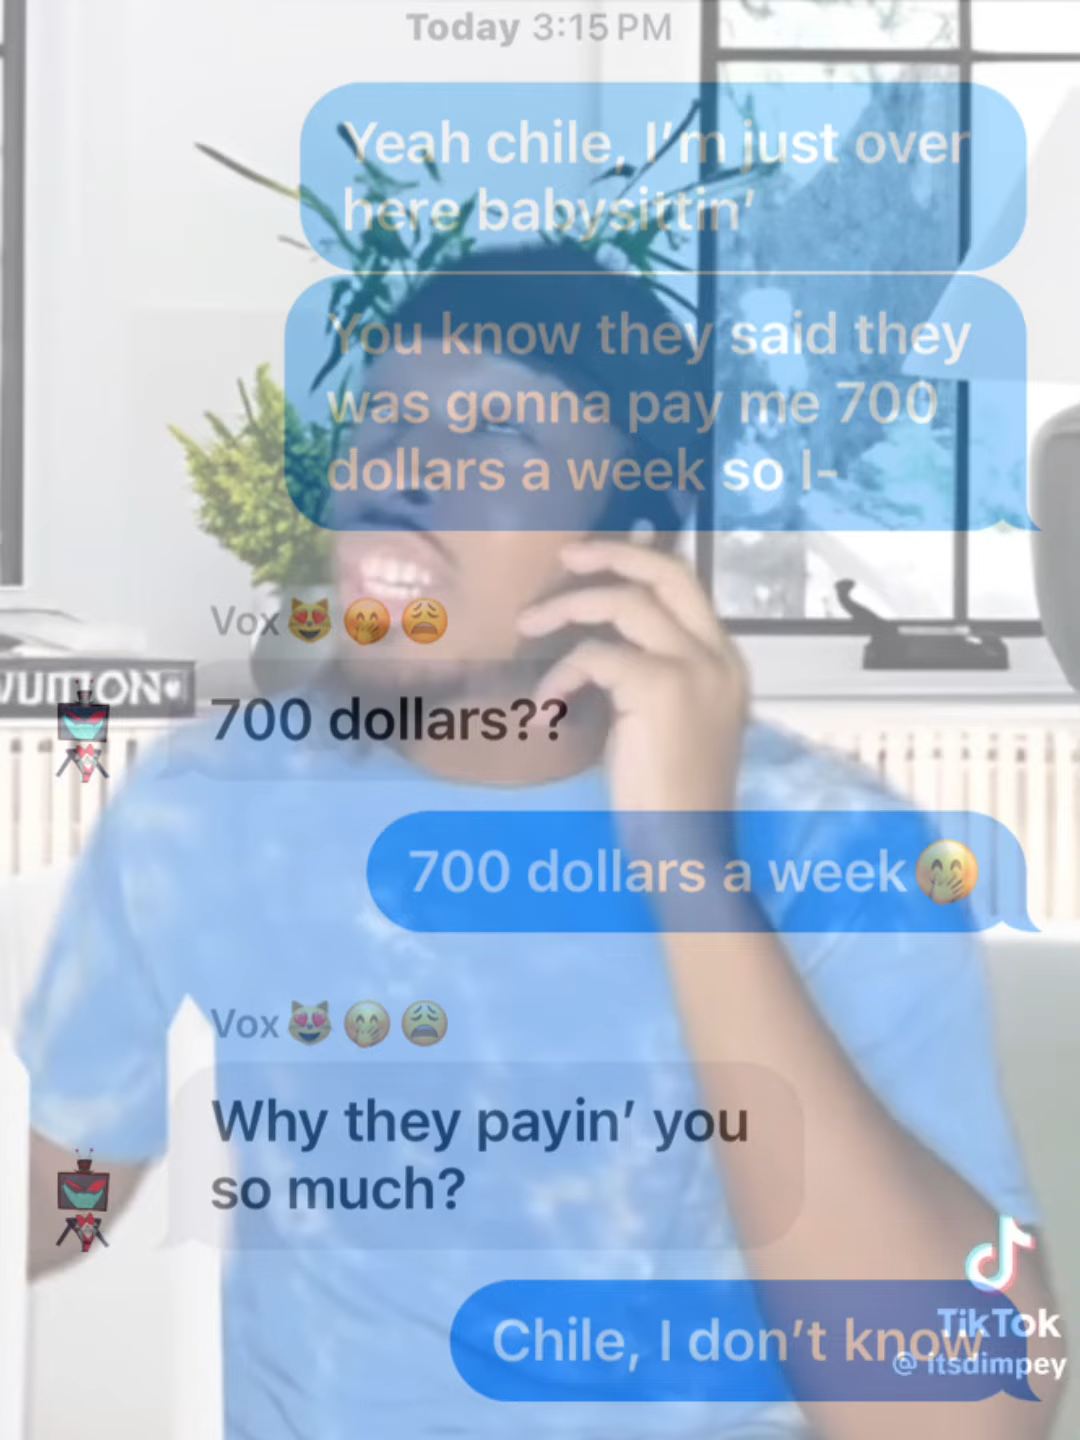 Today 3:15 PM
Yeah chile, I'm just over
here babysittin'
You know they said they
was gonna pay me 700
dollars a week so I-
Vox😻🤭😩
VUITTON
700 dollars??
700 dollars a week🤭
Vox😻🤭😩
Why they payin' you
so much?
Chile, I don't know
TikTok
@itsdimpey